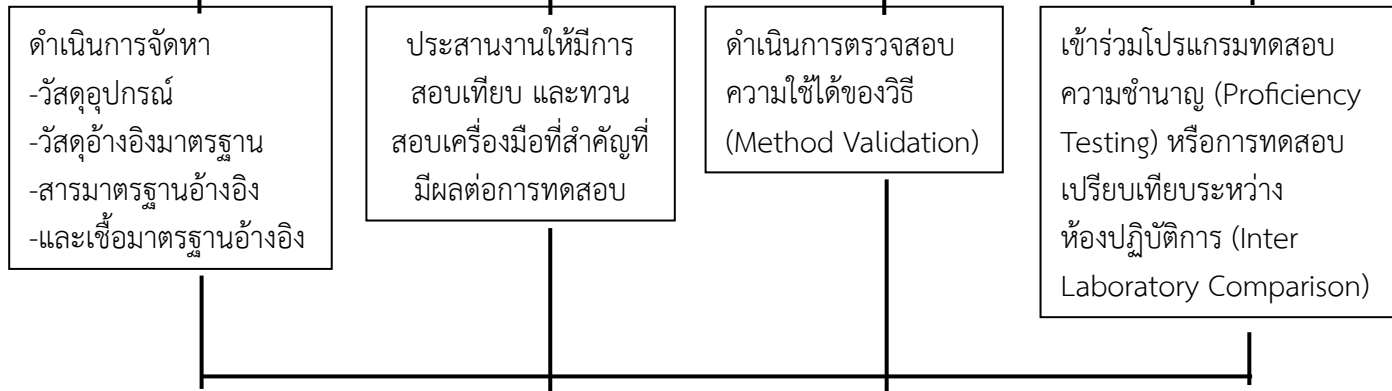 ดำเนินการจัดหา
-วัสดุอุปกรณ์
-วัสดุอ้างอิงมาตรฐาน
-สารมาตรฐานอ้างอิง
-และเชื้อมาตรฐานอ้างอิง
ประสานงานให้มีการ
สอบเทียบ และทวน
สอบเครื่องมือที่สำคัญที่
มีผลต่อการทดสอบ
ดำเนินการตรวจสอบ
ความใช้ได้ของวิธี
(Method Validation)
เข้าร่วมโปรแกรมทดสอบ
ความชำนาญ (Proficiency
Testing) หรือการทดสอบ
เปรียบเทียบระหว่าง
ห้องปฏิบัติการ (Inter
Laboratory Comparison)